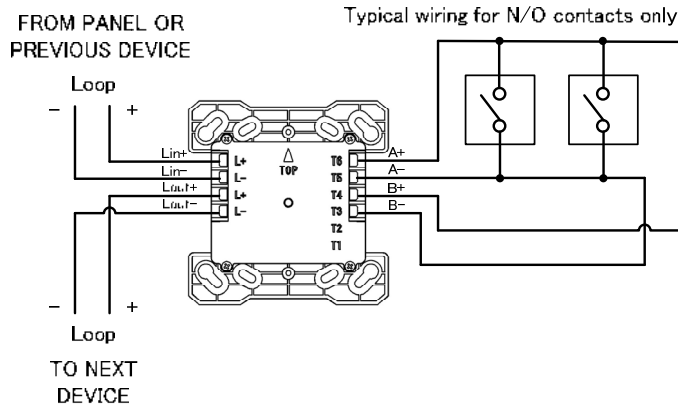 FROM PANEL OR
PREVIOUS DEVICE
Typical wiring for N/O contacts only
Loop
− +
Lin+
Lin−
Lout+
Lout−
L+
L−
L+
L−
TOP
T6
T5
T4
T3
T2
T1
A+
A−
B+
B−
− +
Loop
TO NEXT
DEVICE